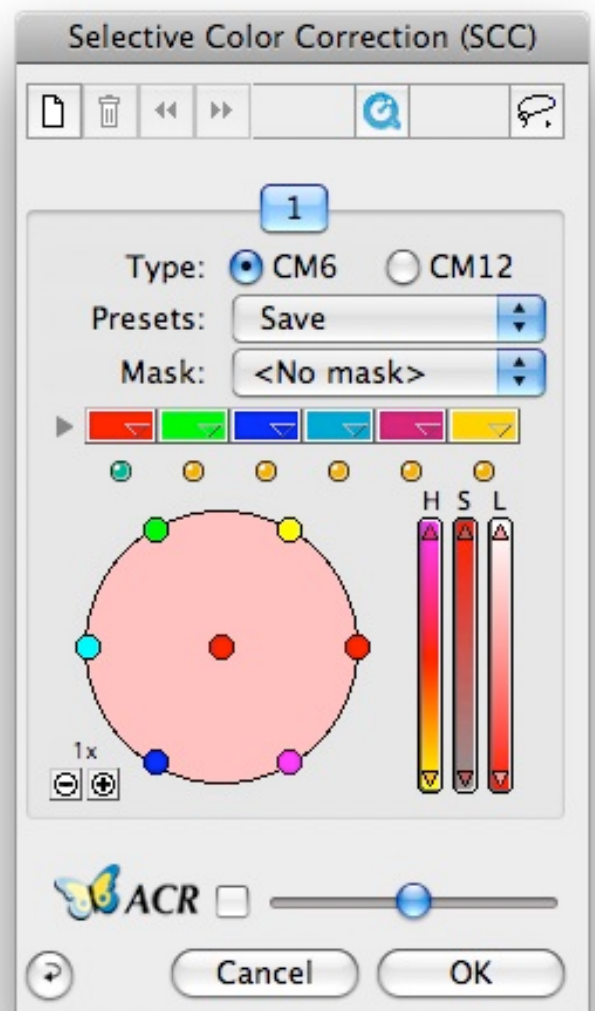 Selective Color Correction (SCC)
1
Type: CM6 CM12
Presets: Save
Mask: <No mask>
H S L
1x
ACR
Cancel OK